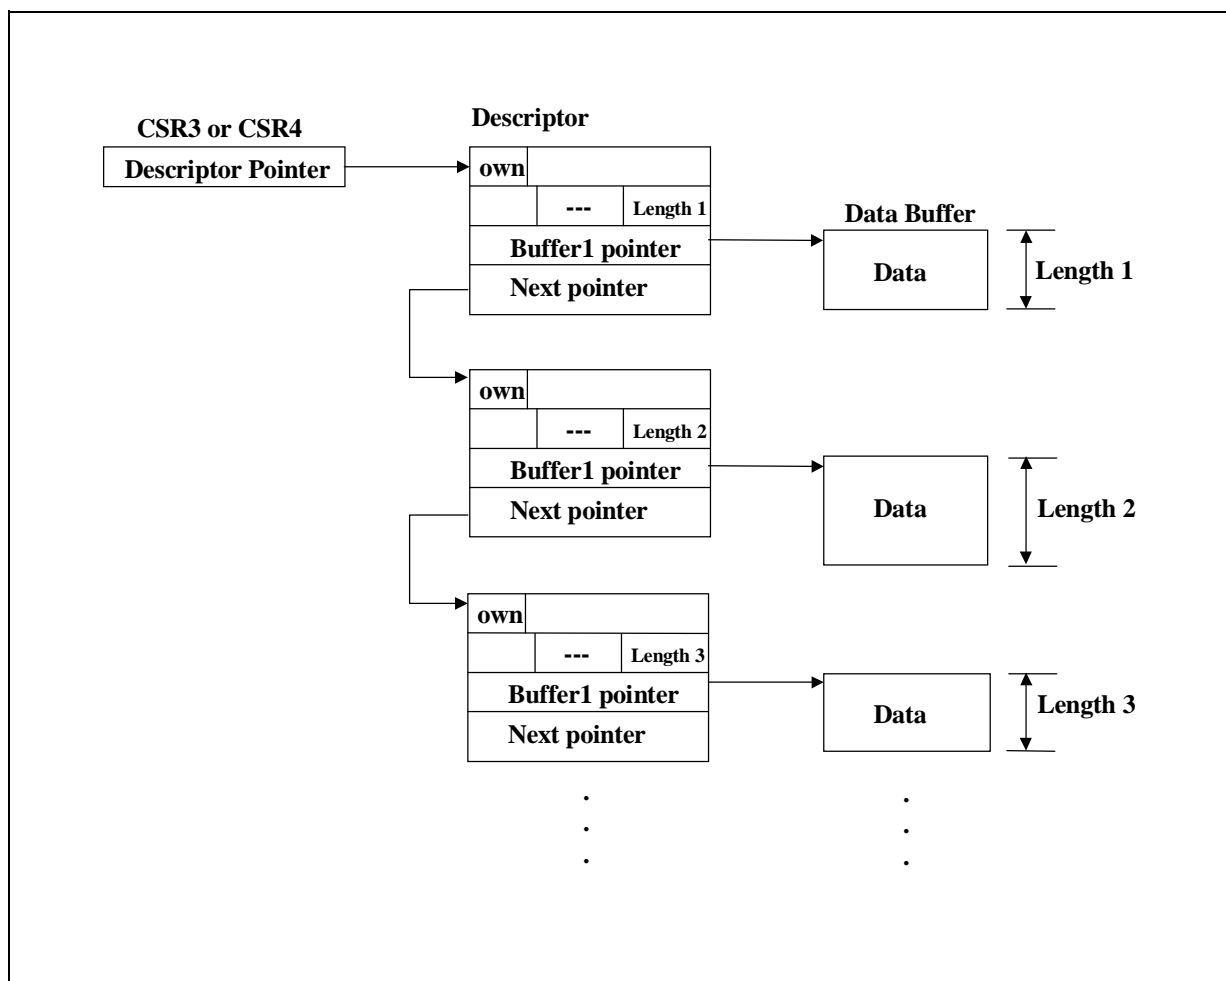 CSR3 or CSR4
Descriptor Pointer
Descriptor
own
--- Length 1
Buffer1 pointer
Next pointer
Data Buffer
Data
Length 1
own
--- Length 2
Buffer1 pointer
Next pointer
Data
Length 2
own
--- Length 3
Buffer1 pointer
Next pointer
Data
Length 3